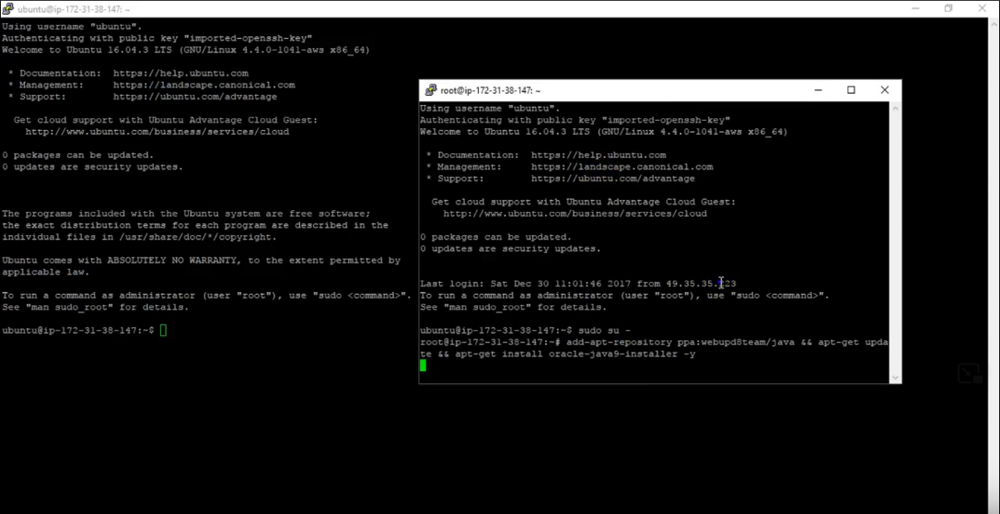 ubuntu@ip-172-31-38-147: ~
Using username "ubuntu".
Authenticating with public key "imported-openssh-key"
Welcome to Ubuntu 16.04.3 LTS (GNU/Linux 4.4.0-1041-aws x86_64)
* Documentation:  https://help.ubuntu.com
* Management:     https://landscape.canonical.com
* Support:        https://ubuntu.com/advantage
Get cloud support with Ubuntu Advantage Cloud Guest:
http://www.ubuntu.com/business/services/cloud
0 packages can be updated.
0 updates are security updates.
The programs included with the Ubuntu system are free software;
the exact distribution terms for each program are described in the
individual files in /usr/share/doc/*/copyright.
Ubuntu comes with ABSOLUTELY NO WARRANTY, to the extent permitted by
applicable law.
To run a command as administrator (user "root"), use "sudo <command>".
See "man sudo_root" for details.
ubuntu@ip-172-31-38-147:~$
root@ip-172-31-38-147: ~
Using username "ubuntu".
Authenticating with public key "imported-openssh-key"
Welcome to Ubuntu 16.04.3 LTS (GNU/Linux 4.4.0-1041-aws x86_64)
* Documentation:  https://help.ubuntu.com
* Management:     https://landscape.canonical.com
* Support:        https://ubuntu.com/advantage
Get cloud support with Ubuntu Advantage Cloud Guest:
http://www.ubuntu.com/business/services/cloud
0 packages can be updated.
0 updates are security updates.
Last login: Sat Dec 30 11:01:46 2017 from
To run a command as administrator (user "root"), use "sudo <command>".
See "man sudo_root" for details.
ubuntu@ip-172-31-38-147:~$ sudo su -
root@ip-172-31-38-147:~# add-apt-repository ppa:webupd8team/java && apt-get upda
te && apt-get install oracle-java9-installer -y